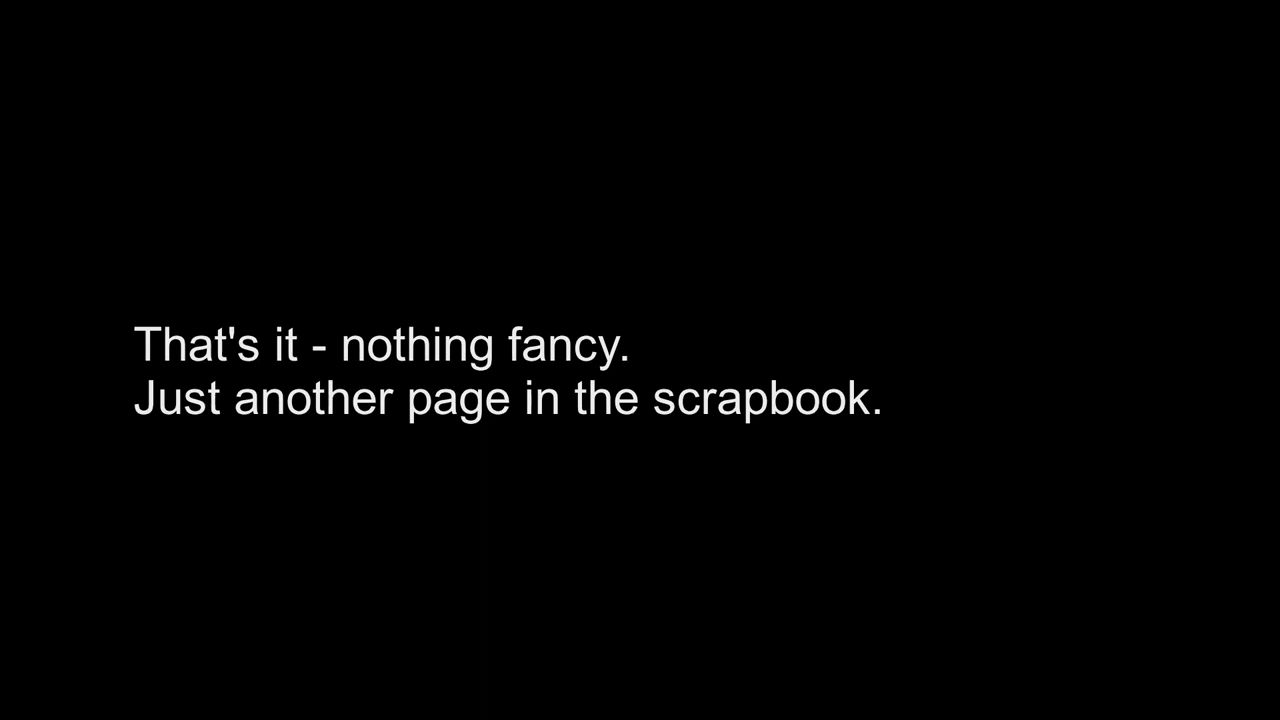 That's it - nothing fancy.
Just another page in the scrapbook.